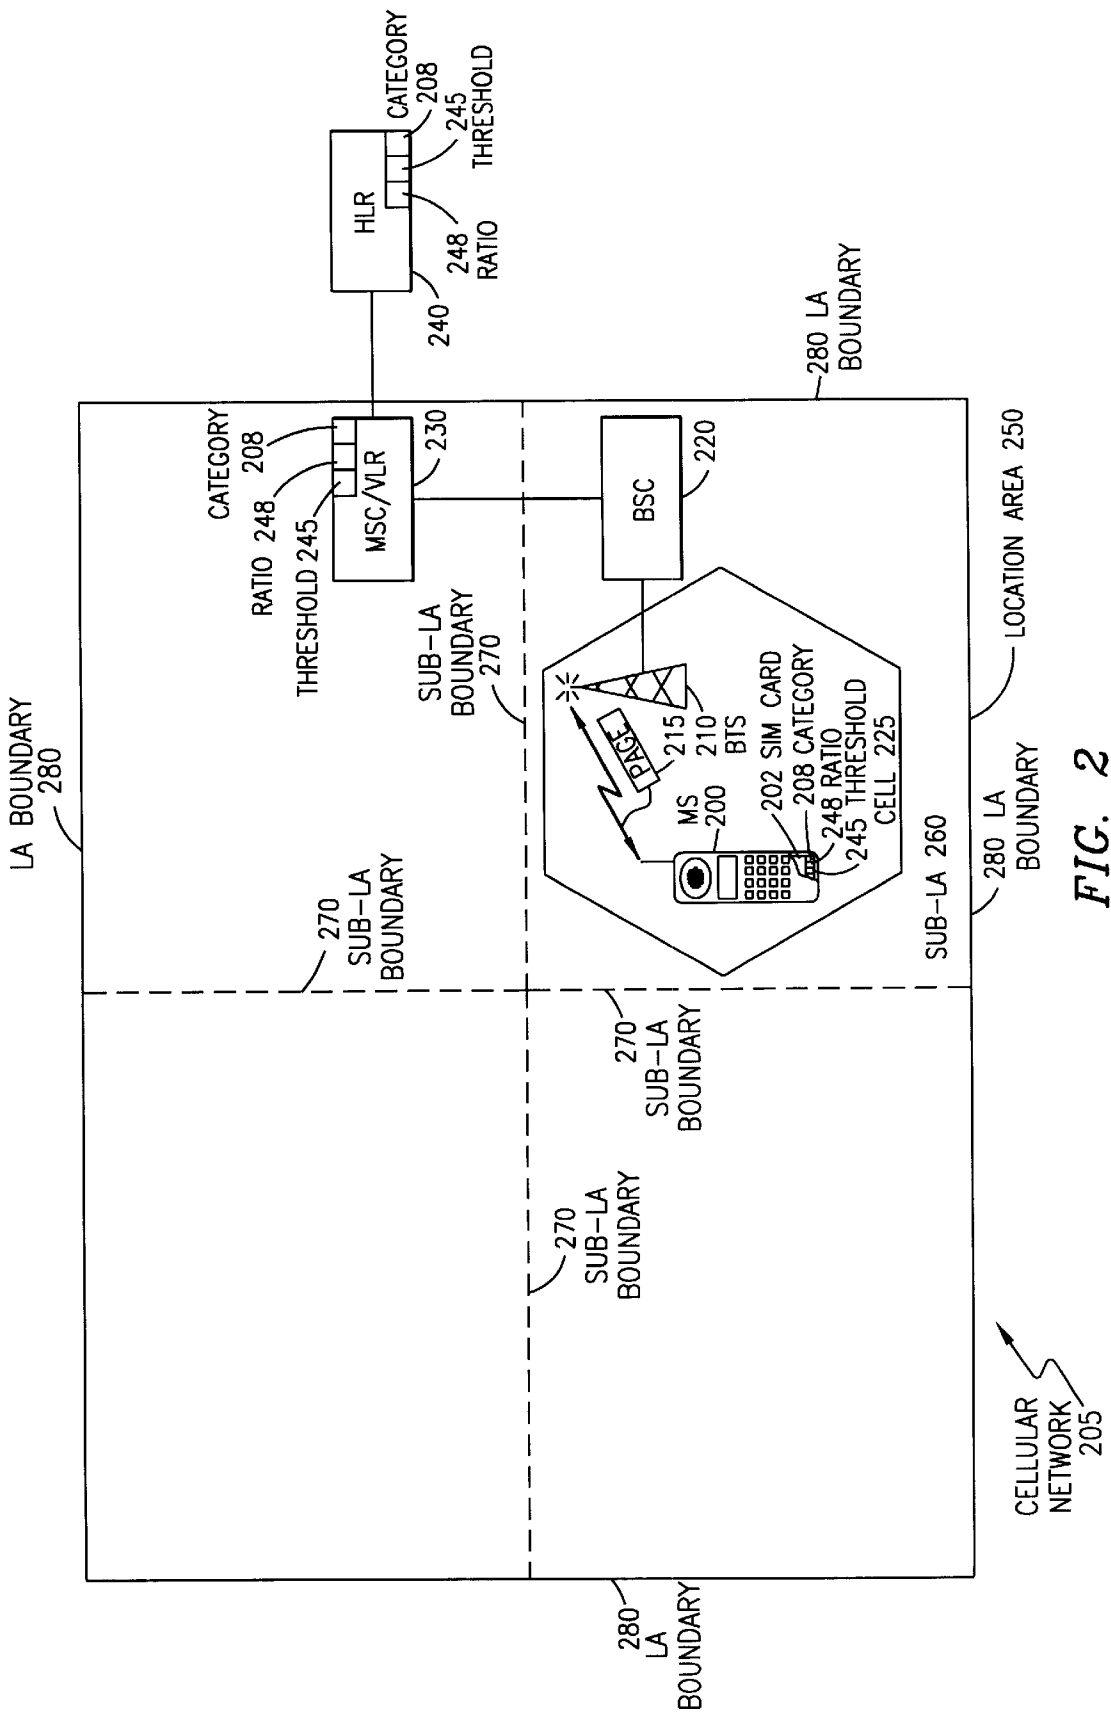 LA BOUNDARY
280
CATEGORY
208
RATIO 248
THRESHOLD 245
MSC/VLR
230
HLR
240
CATEGORY
208
245
THRESHOLD
248
RATIO
270
SUB-LA
BOUNDARY
SUB-LA
BOUNDARY
270
BSC
220
PAGE
215
210
BTS
MS
200
202 SIM CARD
208 CATEGORY
248 RATIO
245 THRESHOLD
CELL 225
SUB-LA 260
270
SUB-LA
BOUNDARY
270
SUB-LA
BOUNDARY
280
LA
BOUNDARY
280 LA
BOUNDARY
280 LA
BOUNDARY
LOCATION AREA 250
CELLULAR
NETWORK
205
FIG. 2